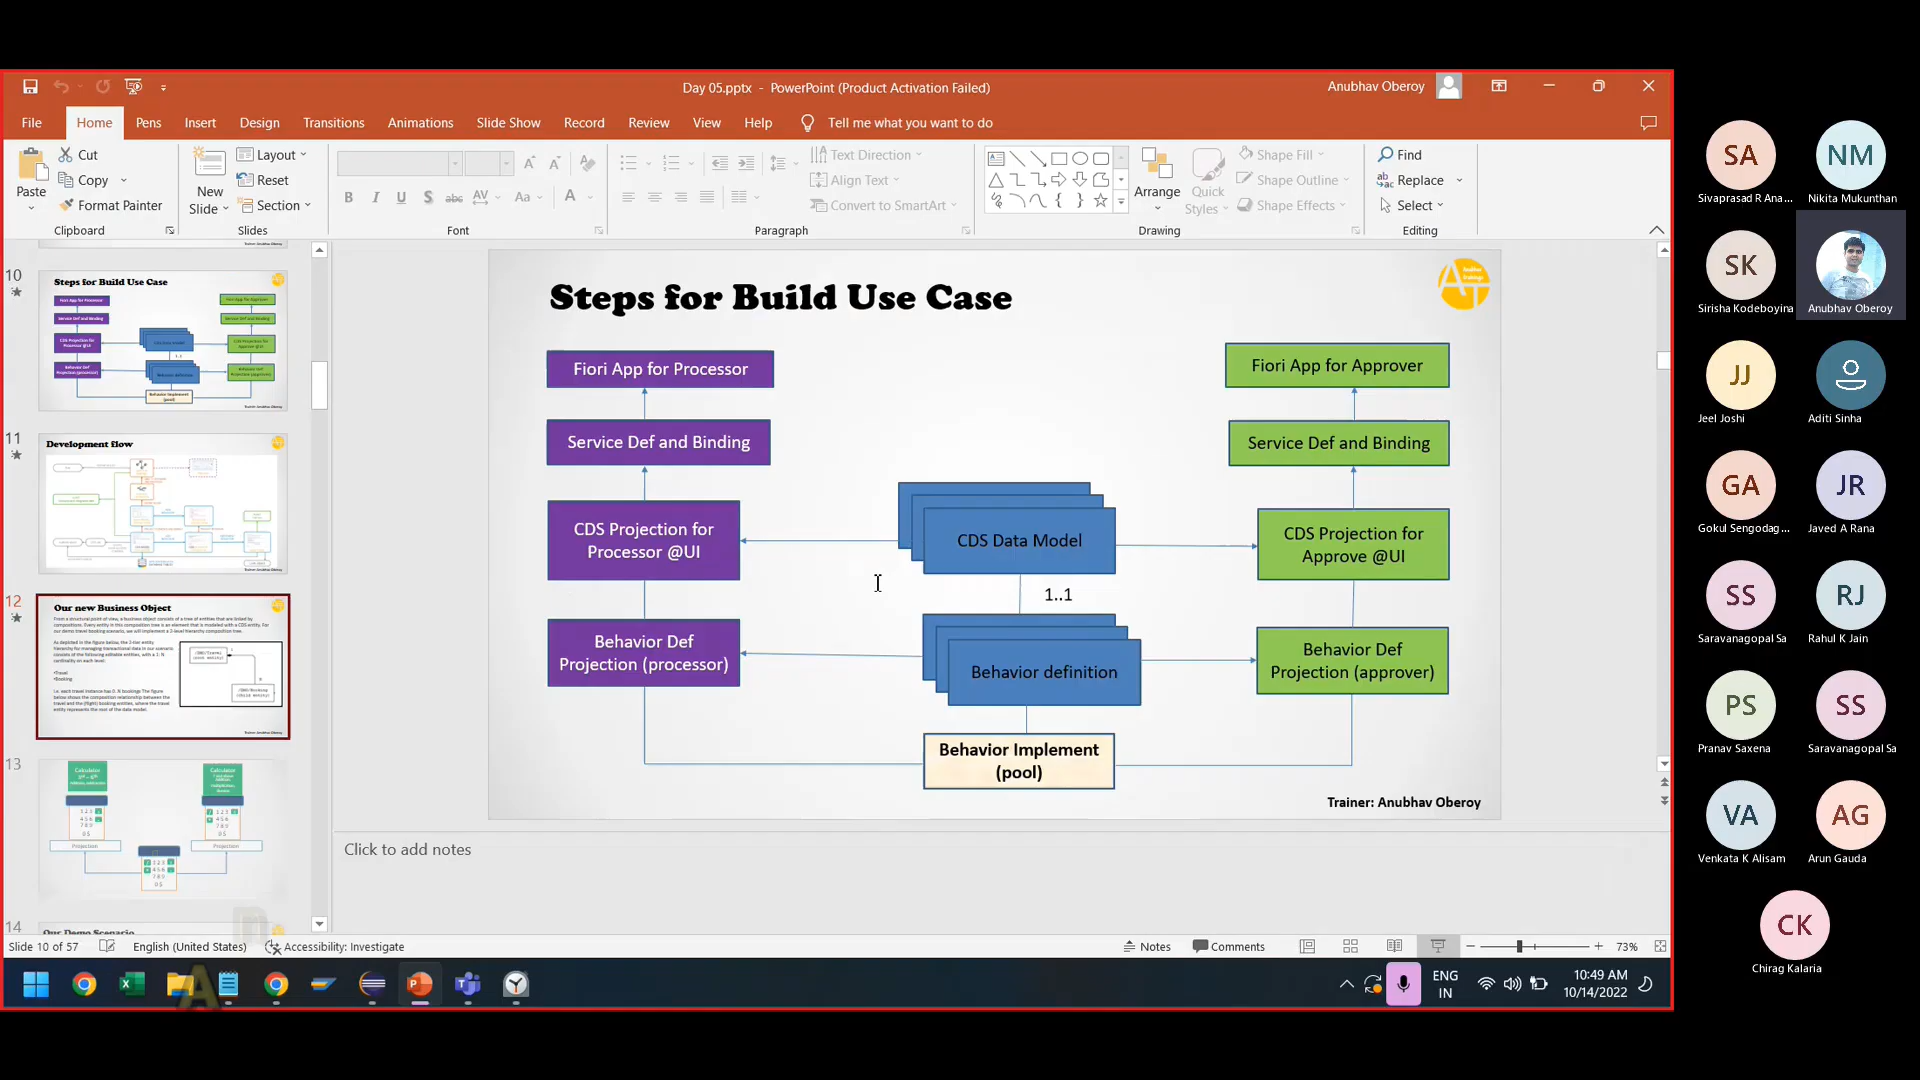 Day 05.pptx - PowerPoint (Product Activation Failed)
Anubhav Oberoy
File
Home
Pens
Insert
Design
Transitions
Animations
Slide Show
Record
Review
View
Help
Tell me what you want to do
Paste
Cut
Copy
Format Painter
Clipboard
New
Slide
Layout
Reset
Section
Slides
Font
Text Direction
Align Text
Convert to SmartArt
Paragraph
Arrange
Quick
Styles
Shape Fill
Shape Outline
Shape Effects
Drawing
Find
Replace
Select
Editing
10
Steps for Build Use Case
11
Development flow
12
Our new Business Object
13
14
Our Demo Scenario
Steps for Build Use Case
Fiori App for Processor
Service Def and Binding
CDS Projection for
Processor @UI
Behavior Def
Projection (processor)
CDS Data Model
1..1
Behavior definition
Behavior Implement
(pool)
Fiori App for Approver
Service Def and Binding
CDS Projection for
Approve @UI
Behavior Def
Projection (approver)
Trainer: Anubhav Oberoy
Click to add notes
Slide 10 of 57
English (United States)
Accessibility: Investigate
Notes
Comments
73%
ENG
IN
10:49 AM
10/14/2022
SA
Sivaprasad R Ana...
NM
Nikita Mukunthan
SK
Sirisha Kodeboyina
Anubhav Oberoy
JJ
Jeel Joshi
Aditi Sinha
GA
Gokul Sengodag...
JR
Javed A Rana
SS
Saravanagopal Sa
RJ
Rahul K Jain
PS
Pranav Saxena
SS
Saravanagopal Sa
VA
Venkata K Alisam
AG
Arun Gauda
CK
Chirag Kalaria